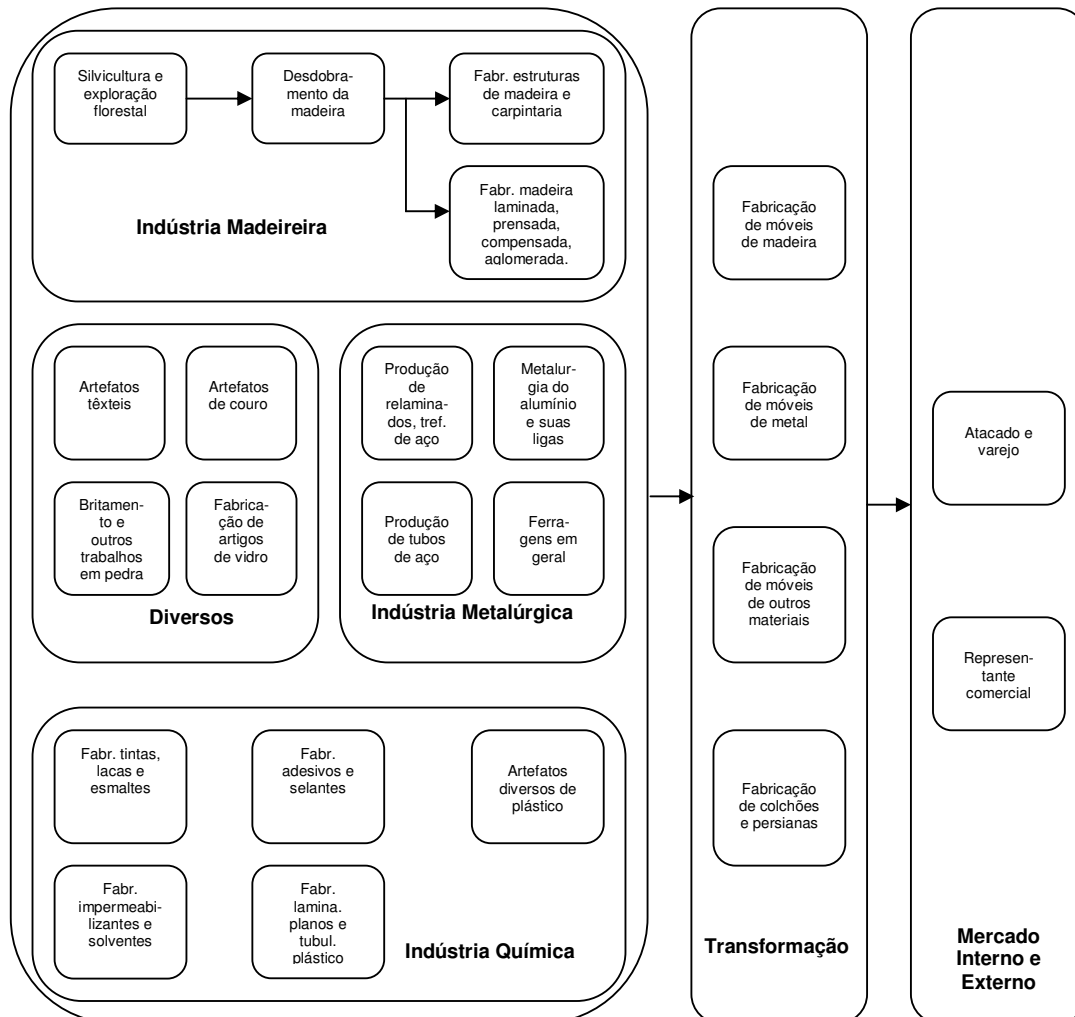 Silvicultura e
exploração
florestal
Desdobra-
mento da
madeira
Fabr. estruturas
de madeira e
carpintaria
Fabr. madeira
laminada,
prensada,
compensada,
aglomerada.
Indústria Madeireira
Artefatos
têxteis
Artefatos
de couro
Britamen-
to e
outros
trabalhos
em pedra
Fabrica-
ção de
artigos
de vidro
Diversos
Produção
de
relamina-
dos, tref.
de aço
Metalur-
gia do
alumínio
e suas
ligas
Produção
de tubos
de aço
Ferra-
gens em
geral
Indústria Metalúrgica
Fabr. tintas,
lacas e
esmaltes
Fabr.
adesivos e
selantes
Artefatos
diversos de
plástico
Fabr.
impermeabi-
lizantes e
solventes
Fabr.
lamina.
planos e
tubul.
plástico
Indústria Química
Fabricação
de móveis
de madeira
Fabricação
de móveis
de metal
Fabricação
de móveis
de outros
materiais
Fabricação
de colchões
e persianas
Transformação
Atacado e
varejo
Represen-
tante
comercial
Mercado
Interno e
Externo